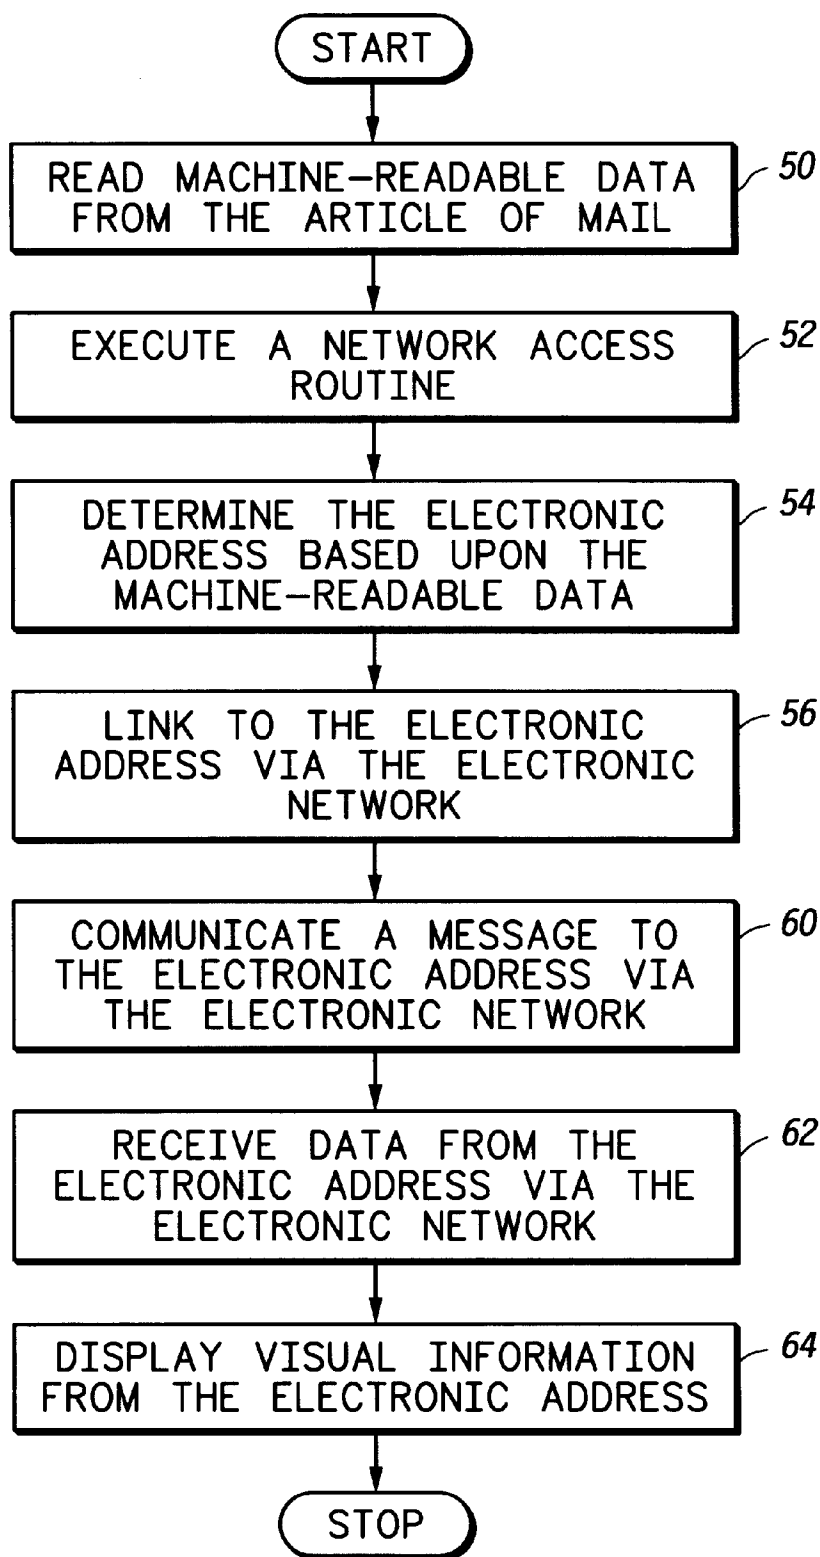 START
READ MACHINE-READABLE DATA
FROM THE ARTICLE OF MAIL
50
EXECUTE A NETWORK ACCESS
ROUTINE
52
DETERMINE THE ELECTRONIC
ADDRESS BASED UPON THE
MACHINE-READABLE DATA
54
LINK TO THE ELECTRONIC
ADDRESS VIA THE ELECTRONIC
NETWORK
56
COMMUNICATE A MESSAGE TO
THE ELECTRONIC ADDRESS VIA
THE ELECTRONIC NETWORK
60
RECEIVE DATA FROM THE
ELECTRONIC ADDRESS VIA THE
ELECTRONIC NETWORK
62
DISPLAY VISUAL INFORMATION
FROM THE ELECTRONIC ADDRESS
64
STOP